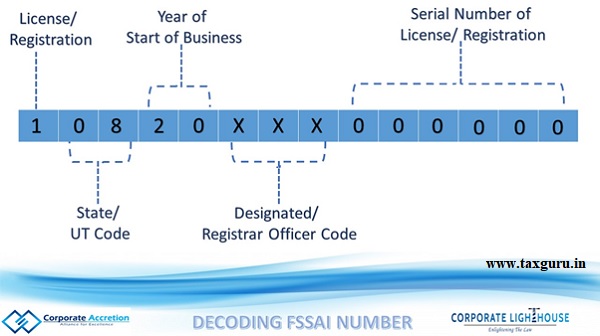 License/
Registration
Year of
Start of Business
Serial Number of
License/ Registration
1 0 8 2 0 X X X 0 0 0 0 0 0
State/
UT Code
Designated/
Registrar Officer Code
www.taxguru.in
Corporate Accretion
Alliance for Excellence
DECODING FSSAI NUMBER
CORPORATE LIGHTHOUSE
Enlightening The Law